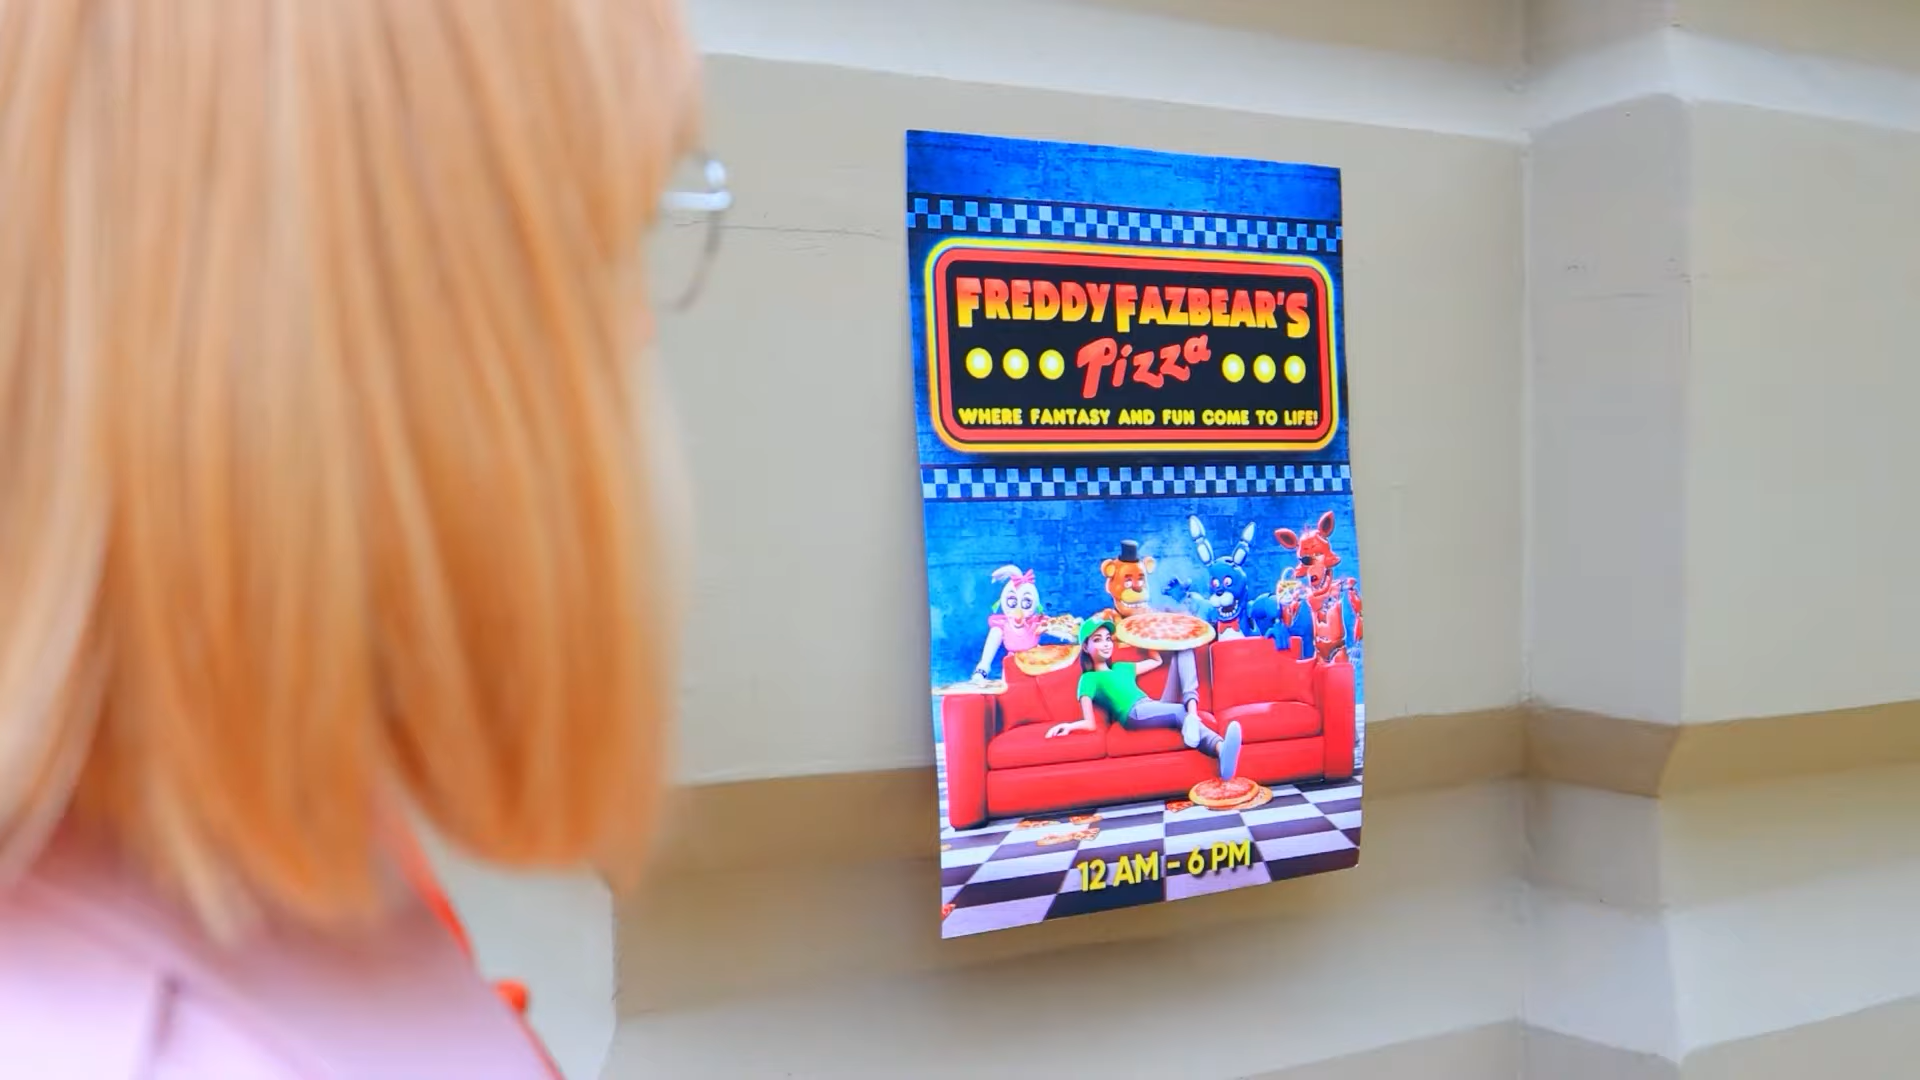 FREDDY FAZBEAR'S
Pizza
WHERE FANTASY AND FUN COME TO LIFE!
12 AM - 6 PM